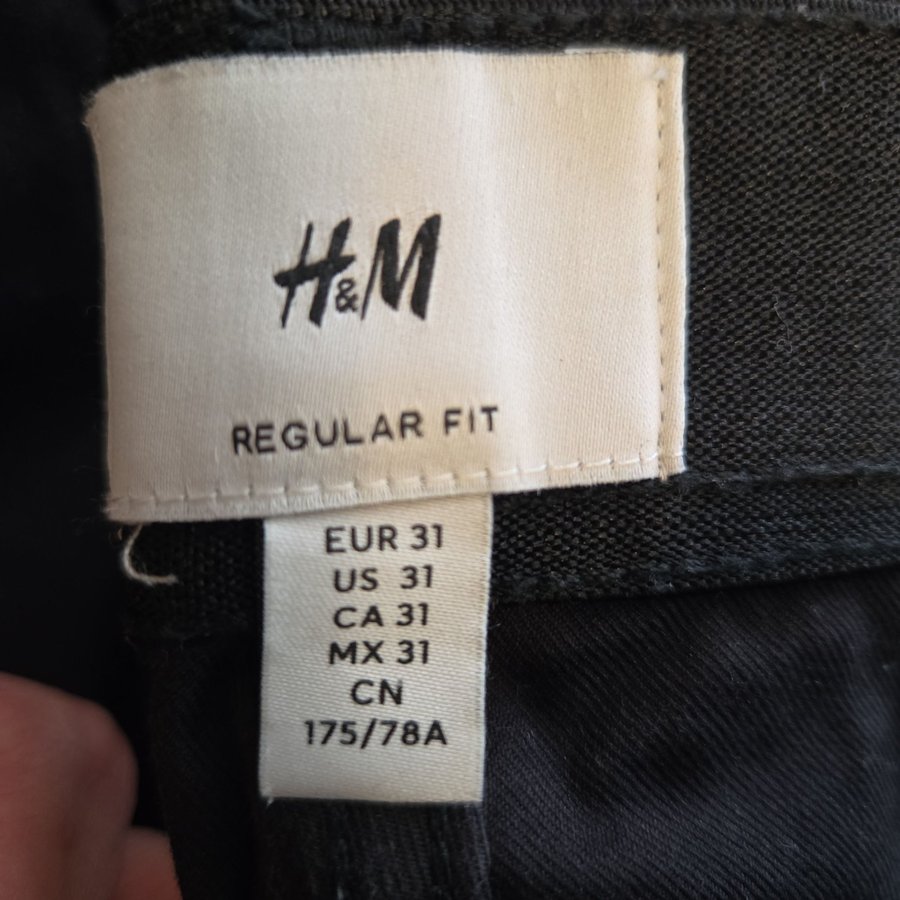 H&M
REGULAR FIT
EUR 31
US 31
CA 31
MX 31
CN
175/78A